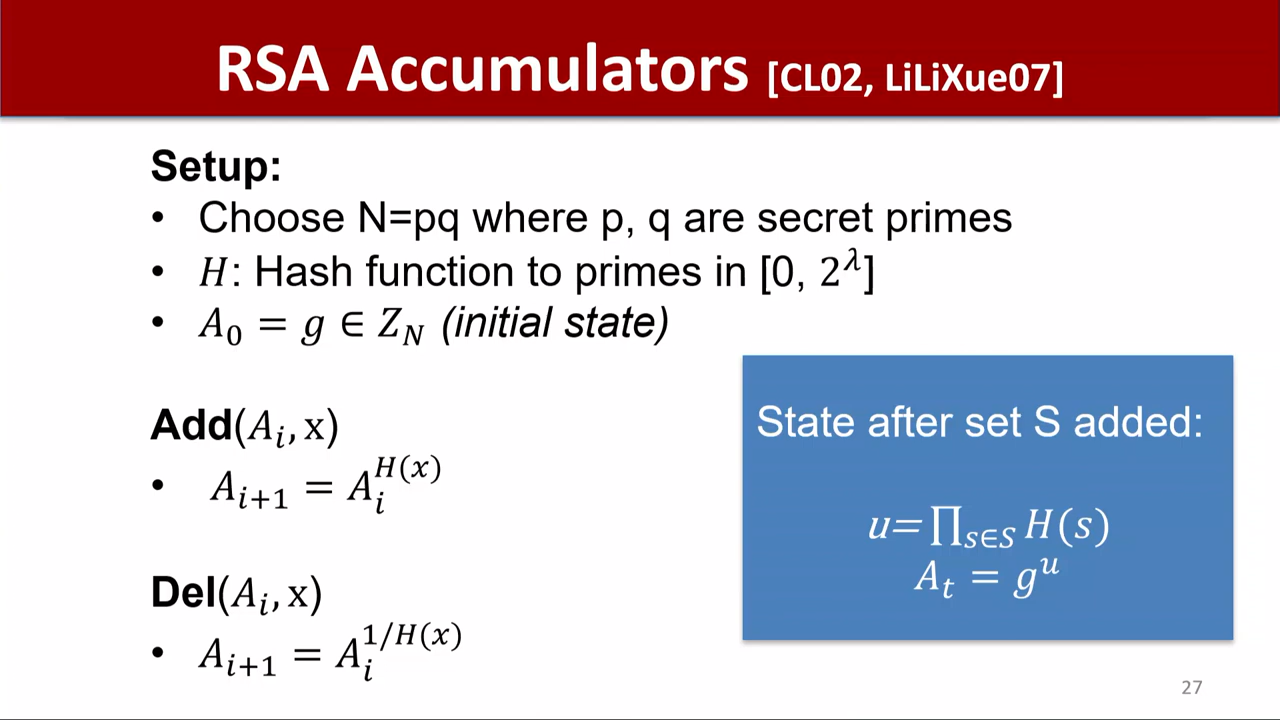 RSA Accumulators [CL02, LiLiXue07]
Setup:
• Choose N=pq where p, q are secret primes
• H: Hash function to primes in [0, 2^λ]
• A₀ = g ∈ Z_N (initial state)
Add(A_i, x)
• A_{i+1} = A_i^{H(x)}
Del(A_i, x)
• A_{i+1} = A_i^{1/H(x)}
State after set S added:
u=∏_{s∈S} H(s)
A_t = g^u
27